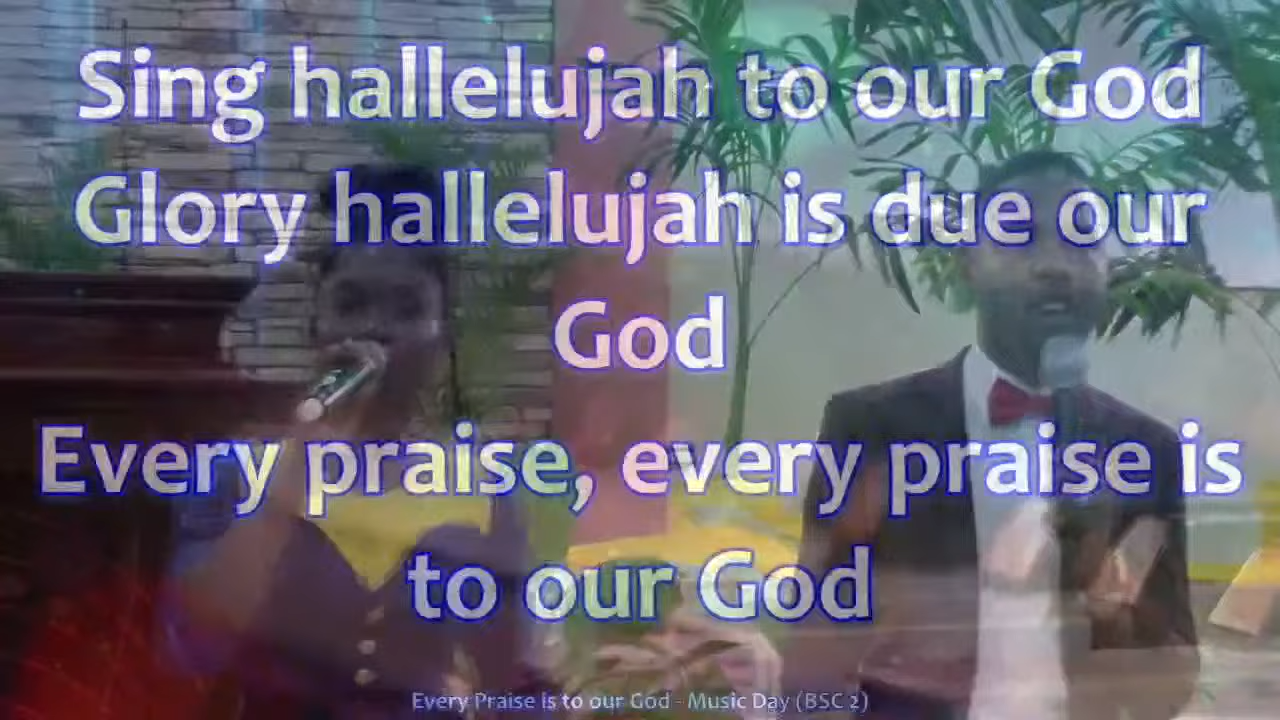 Sing hallelujah to our God
Glory hallelujah is due our
God
Every praise, every praise is
to our God
Every Praise is to our God - Music Day (BSC 2)